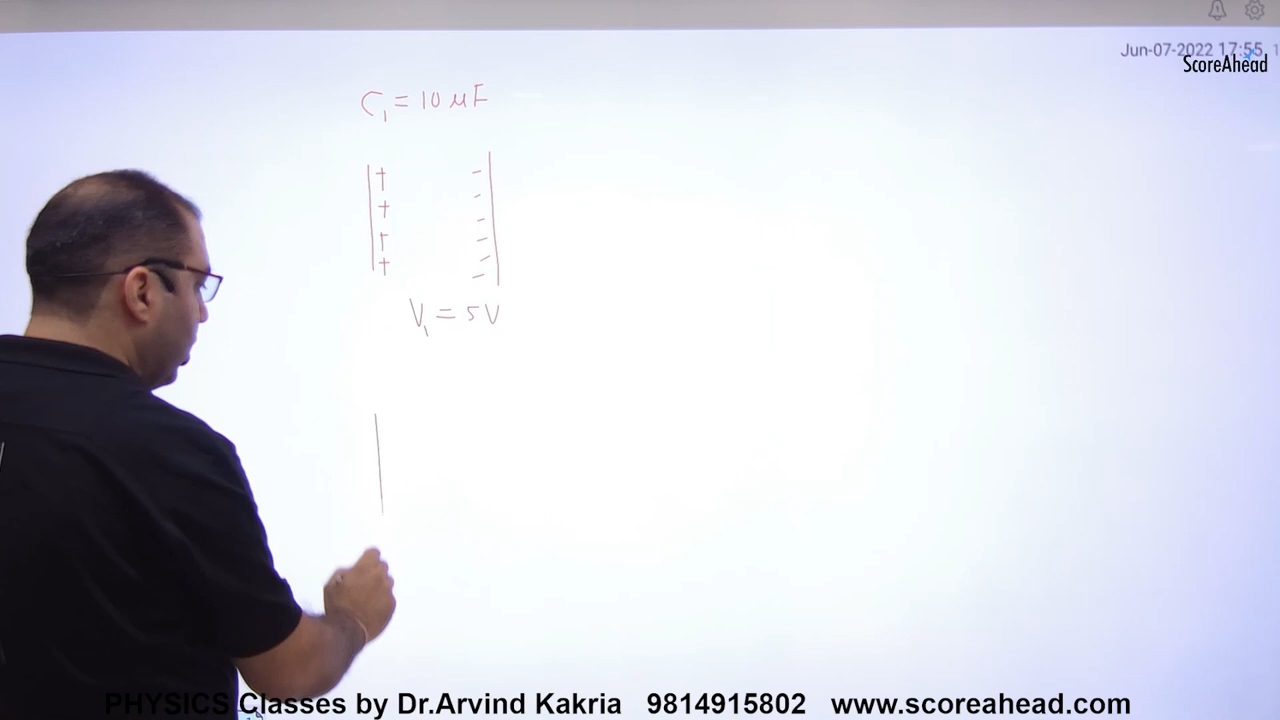 Jun-07-2022 17:55, 1
ScoreAhead
C₁ = 10 μF
+ -
+ -
+ -
+ -
V₁ = 5V
PHYSICS Classes by Dr.Arvind Kakria 9814915802 www.scoreahead.com